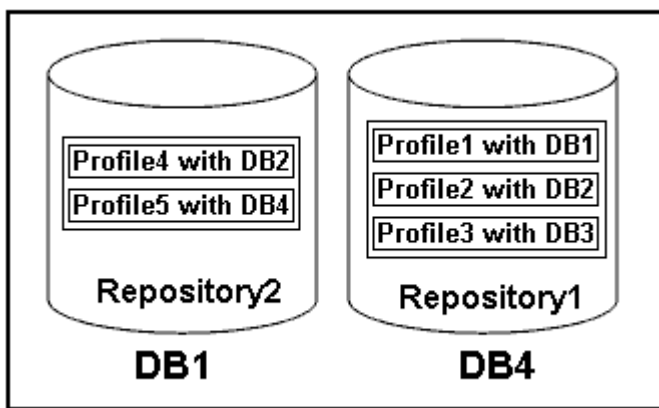 Profile4 with DB2
Profile5 with DB4
Repository2
DB1
Profile1 with DB1
Profile2 with DB2
Profile3 with DB3
Repository1
DB4